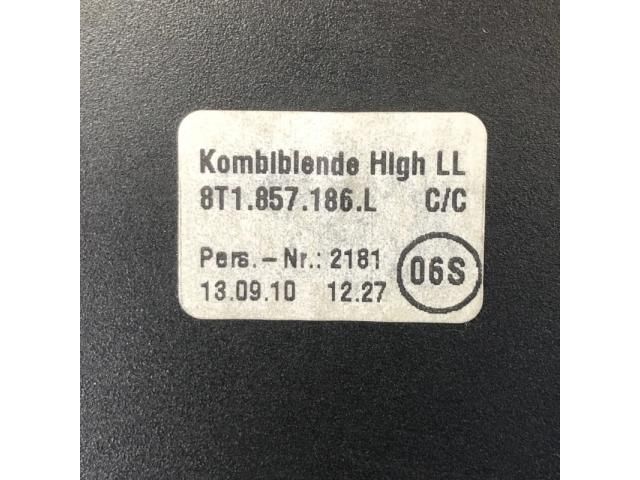 Kombiblende High LL
8T1.857.186.L C/C
Pers.-Nr.: 2181
13.09.10 12.27
06S